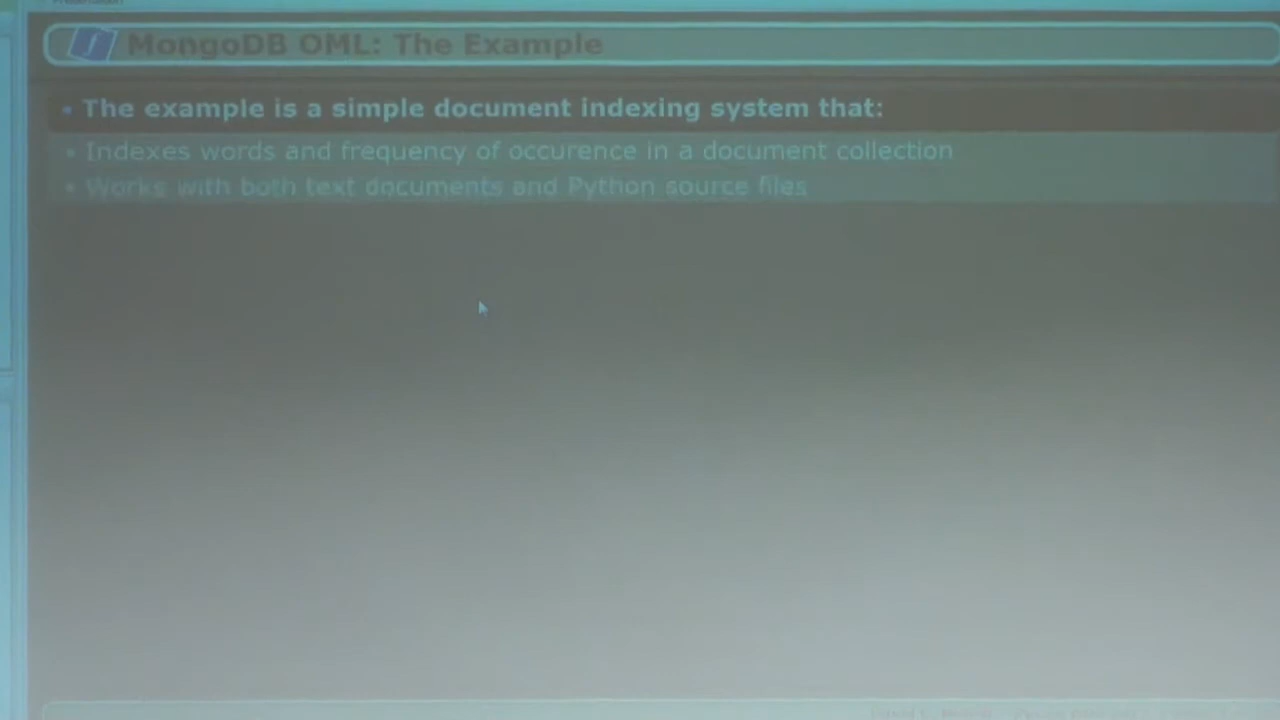 MongoDB OML: The Example
• The example is a simple document indexing system that:
• Indexes words and frequency of occurence in a document collection
• Works with both text documents and Python source files